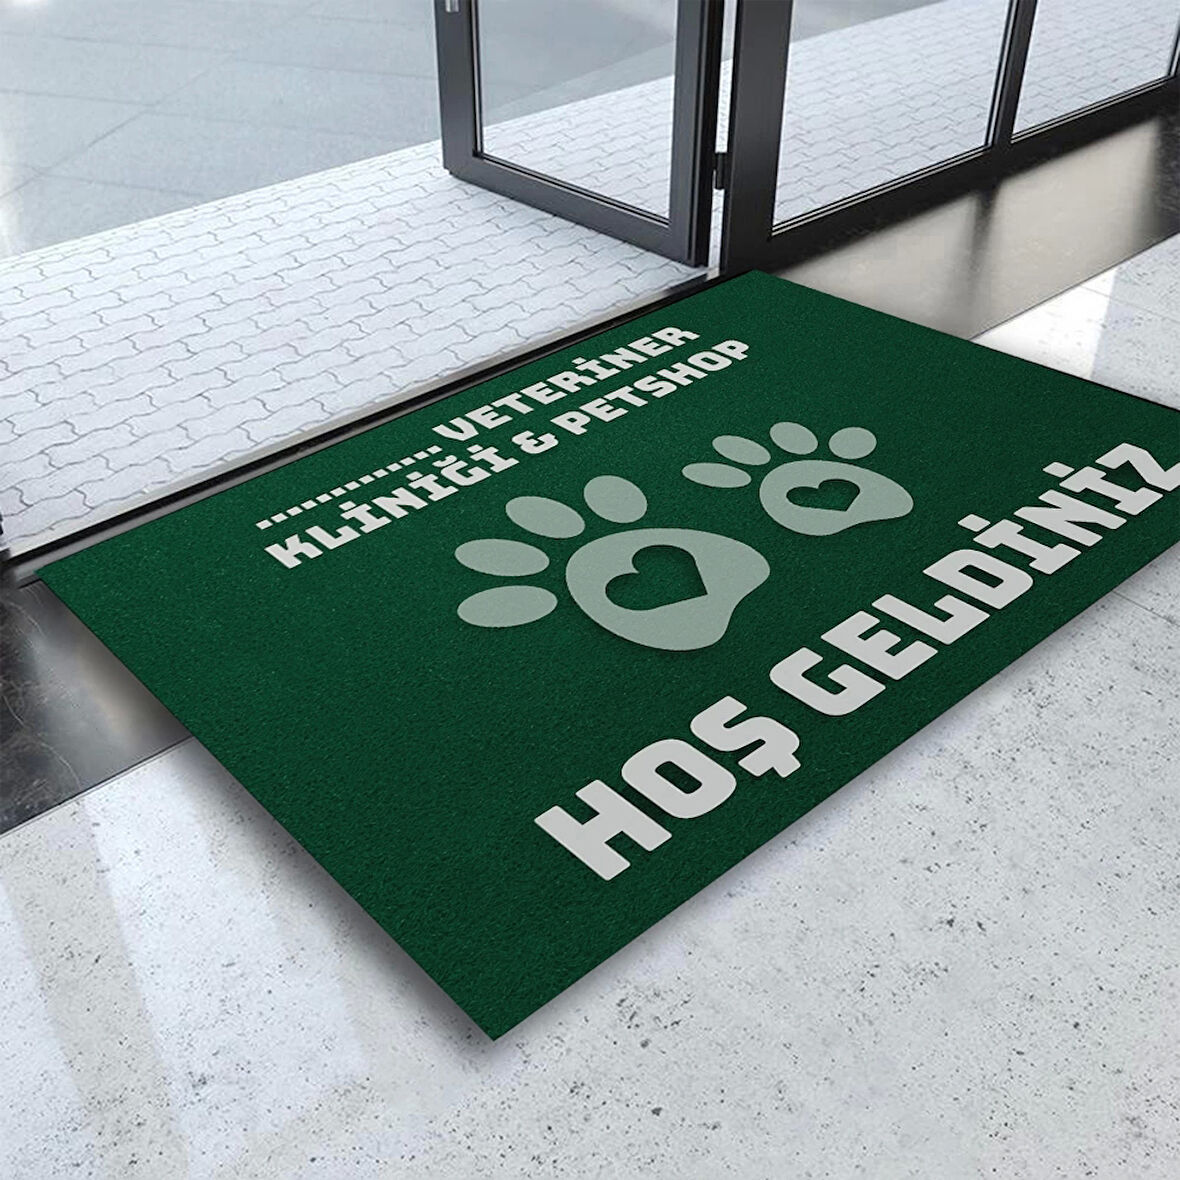 .............. VETERİNER
KLİNİĞİ & PETSHOP
HOŞ GELDİNİZ